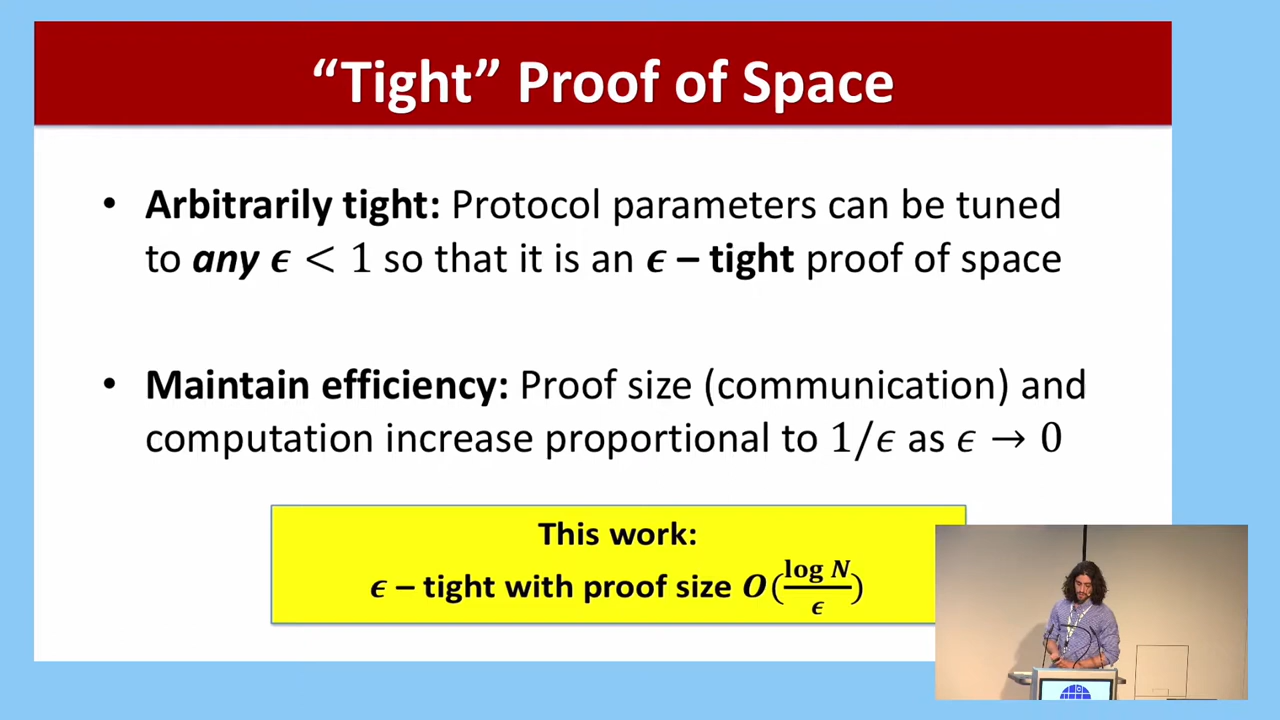 “Tight” Proof of Space
• Arbitrarily tight: Protocol parameters can be tuned
to any ϵ < 1 so that it is an ϵ – tight proof of space
• Maintain efficiency: Proof size (communication) and
computation increase proportional to 1/ϵ as ϵ → 0
This work:
ϵ – tight with proof size O(log N / ϵ)